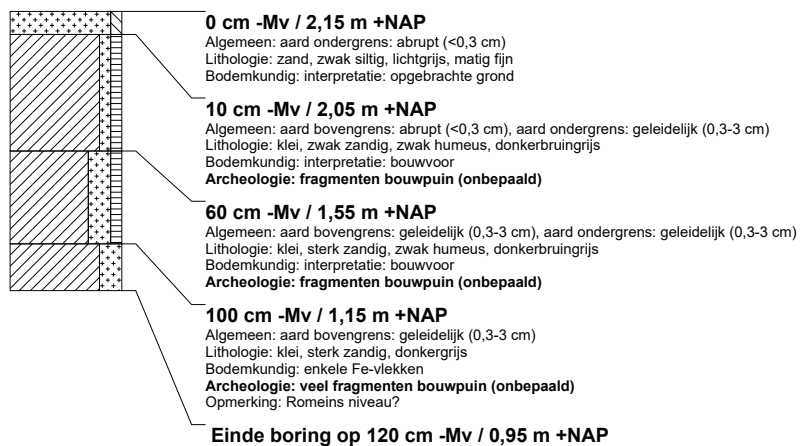 0 cm -Mv / 2,15 m +NAP
Algemeen: aard ondergrens: abrupt (<0,3 cm)
Lithologie: zand, zwak siltig, lichtgrijs, matig fijn
Bodemkundig: interpretatie: opgebrachte grond
10 cm -Mv / 2,05 m +NAP
Algemeen: aard bovengrens: abrupt (<0,3 cm), aard ondergrens: geleidelijk (0,3-3 cm)
Lithologie: klei, zwak zandig, zwak humeus, donkerbruingrijs
Bodemkundig: interpretatie: bouwvoor
Archeologie: fragmenten bouwpuin (onbepaald)
60 cm -Mv / 1,55 m +NAP
Algemeen: aard bovengrens: geleidelijk (0,3-3 cm), aard ondergrens: geleidelijk (0,3-3 cm)
Lithologie: klei, sterk zandig, zwak humeus, donkerbruingrijs
Bodemkundig: interpretatie: bouwvoor
Archeologie: fragmenten bouwpuin (onbepaald)
100 cm -Mv / 1,15 m +NAP
Algemeen: aard bovengrens: geleidelijk (0,3-3 cm)
Lithologie: klei, sterk zandig, donkergrijs
Bodemkundig: enkele Fe-vlekken
Archeologie: veel fragmenten bouwpuin (onbepaald)
Opmerking: Romeins niveau?
Einde boring op 120 cm -Mv / 0,95 m +NAP